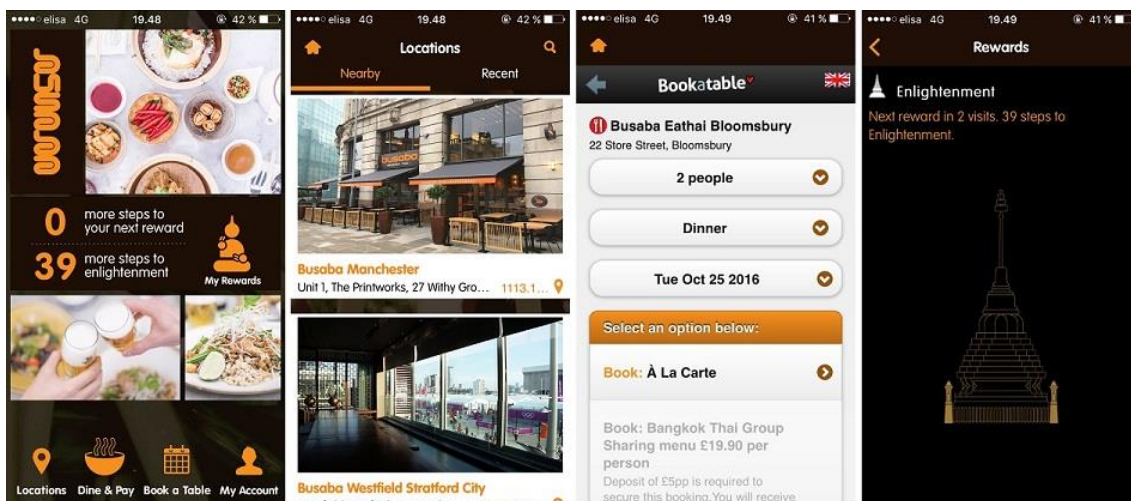 elisa 4G 19.48 42 %
busaba
0 more steps to
your next reward
39 more steps to
enlightenment
My Rewards
Locations Dine & Pay Book a Table My Account
elisa 4G 19.48 42 %
Locations
Nearby Recent
busaba
Busaba Manchester
Unit 1, The Printworks, 27 Withy Gro... 1113.1...
Busaba Westfield Stratford City
elisa 4G 19.49 41 %
Bookatable
Busaba Eathai Bloomsbury
22 Store Street, Bloomsbury
2 people
Dinner
Tue Oct 25 2016
Select an option below:
Book: À La Carte
Book: Bangkok Thai Group
Sharing menu £19.90 per
person
Deposit of £5pp is required to
secure this booking.You will receive
elisa 4G 19.49 41 %
Rewards
Enlightenment
Next reward in 2 visits. 39 steps to
Enlightenment.